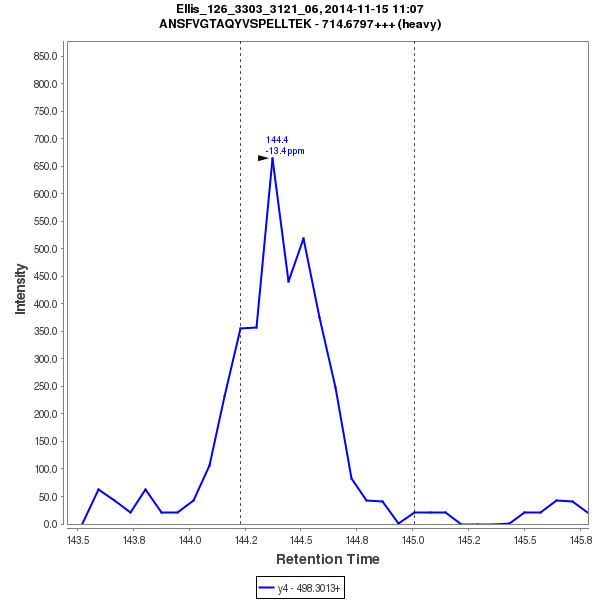 Ellis_126_3303_3121_06, 2014-11-15 11:07
ANSFVGTAQYVSPELLTEK - 714.6797+++ (heavy)
850.0
800.0
750.0
700.0
650.0
600.0
550.0
500.0
450.0
400.0
350.0
300.0
250.0
200.0
150.0
100.0
50.0
0.0
Intensity
144.4
-13.4 ppm
143.5 143.8 144.0 144.2 144.5 144.8 145.0 145.2 145.5 145.8
Retention Time
y4 - 498.3013+